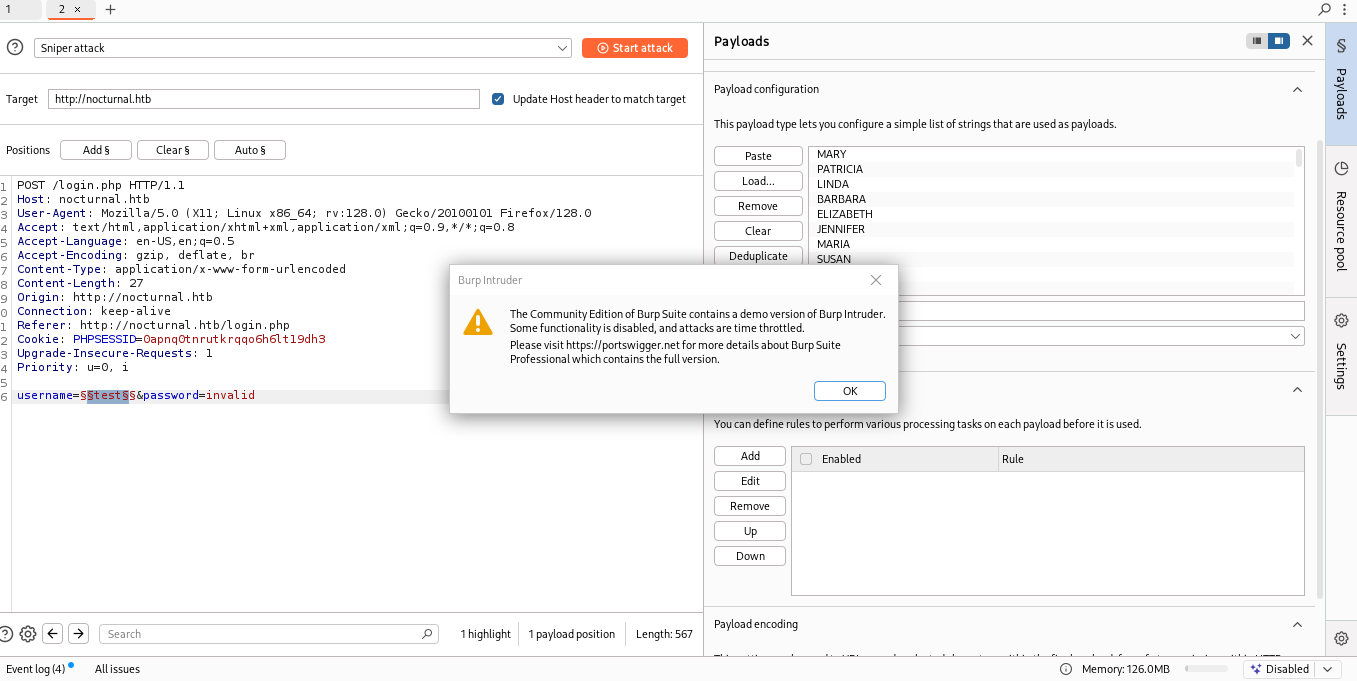 1
2 ×
+
Sniper attack
Start attack
Target
http://nocturnal.htb
Update Host header to match target
Positions
Add §
Clear §
Auto §
1 POST /login.php HTTP/1.1
2 Host: nocturnal.htb
3 User-Agent: Mozilla/5.0 (X11; Linux x86_64; rv:128.0) Gecko/20100101 Firefox/128.0
4 Accept: text/html,application/xhtml+xml,application/xml;q=0.9,*/*;q=0.8
5 Accept-Language: en-US,en;q=0.5
6 Accept-Encoding: gzip, deflate, br
7 Content-Type: application/x-www-form-urlencoded
8 Content-Length: 27
9 Origin: http://nocturnal.htb
0 Connection: keep-alive
1 Referer: http://nocturnal.htb/login.php
2 Cookie: PHPSESSID=0apnq0tnrutkrqqo6h6lt19dh3
3 Upgrade-Insecure-Requests: 1
4 Priority: u=0, i
5
6 username=§§test§§&password=invalid
Search
1 highlight
1 payload position
Length: 567
Event log (4)
All issues
Burp Intruder
The Community Edition of Burp Suite contains a demo version of Burp Intruder.
Some functionality is disabled, and attacks are time throttled.
Please visit https://portswigger.net for more details about Burp Suite
Professional which contains the full version.
OK
Payloads
Payload configuration
This payload type lets you configure a simple list of strings that are used as payloads.
Paste
Load...
Remove
Clear
Deduplicate
MARY
PATRICIA
LINDA
BARBARA
ELIZABETH
JENNIFER
MARIA
SUSAN
You can define rules to perform various processing tasks on each payload before it is used.
Add
Edit
Remove
Up
Down
Enabled
Rule
Payload encoding
Payloads
Resource pool
Settings
Memory: 126.0MB
Disabled